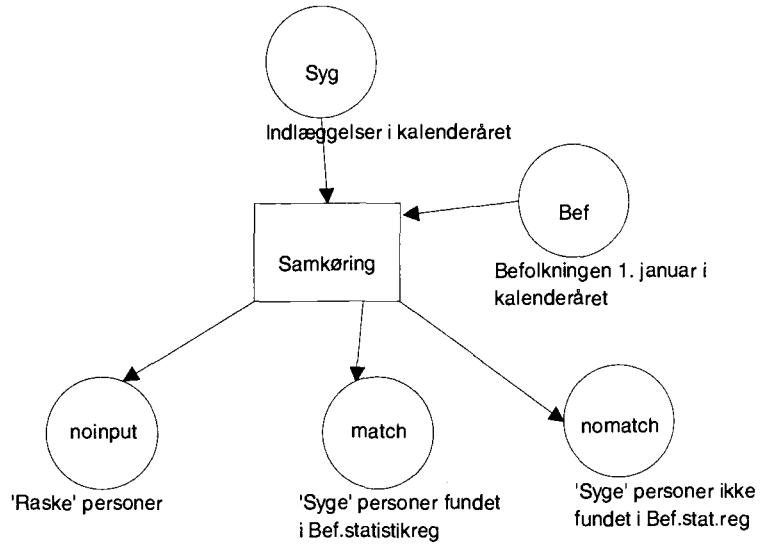 Syg
Indlæggelser i kalenderåret
Bef
Befolkningen 1. januar i
kalenderåret
Samkøring
noinput
'Raske' personer
match
'Syge' personer fundet
i Bef.statistikreg
nomatch
'Syge' personer ikke
fundet i Bef.stat.reg